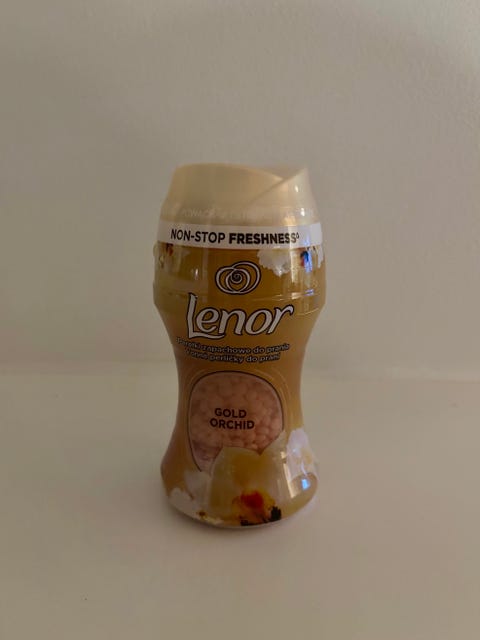 NON-STOP FRESHNESS∆
Lenor
Perełki zapachowe do prania
Vonné perličky do praní
GOLD
ORCHID